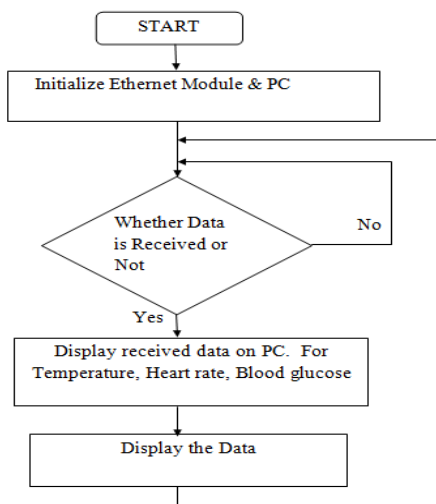 START
Initialize Ethernet Module & PC
Whether Data
is Received or
Not
No
Yes
Display received data on PC. For
Temperature, Heart rate, Blood glucose
Display the Data